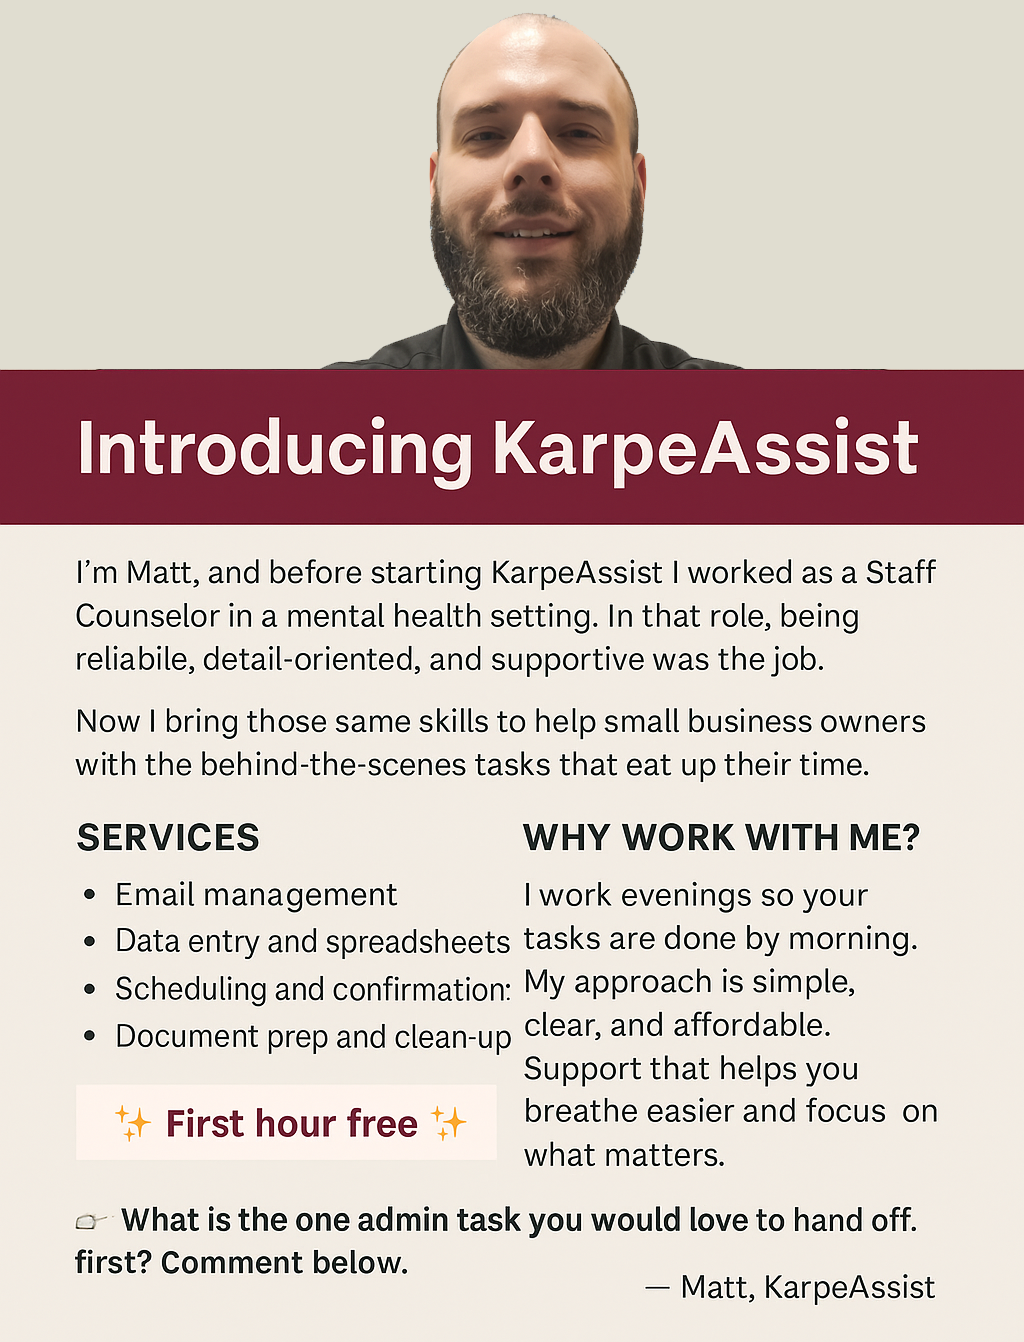 Introducing KarpeAssist
I’m Matt, and before starting KarpeAssist I worked as a Staff
Counselor in a mental health setting. In that role, being
reliabile, detail-oriented, and supportive was the job.
Now I bring those same skills to help small business owners
with the behind-the-scenes tasks that eat up their time.
SERVICES
• Email management
• Data entry and spreadsheets
• Scheduling and confirmation:
• Document prep and clean-up
✨ First hour free ✨
WHY WORK WITH ME?
I work evenings so your
tasks are done by morning.
My approach is simple,
clear, and affordable.
Support that helps you
breathe easier and focus on
what matters.
👉 What is the one admin task you would love to hand off.
first? Comment below.
— Matt, KarpeAssist